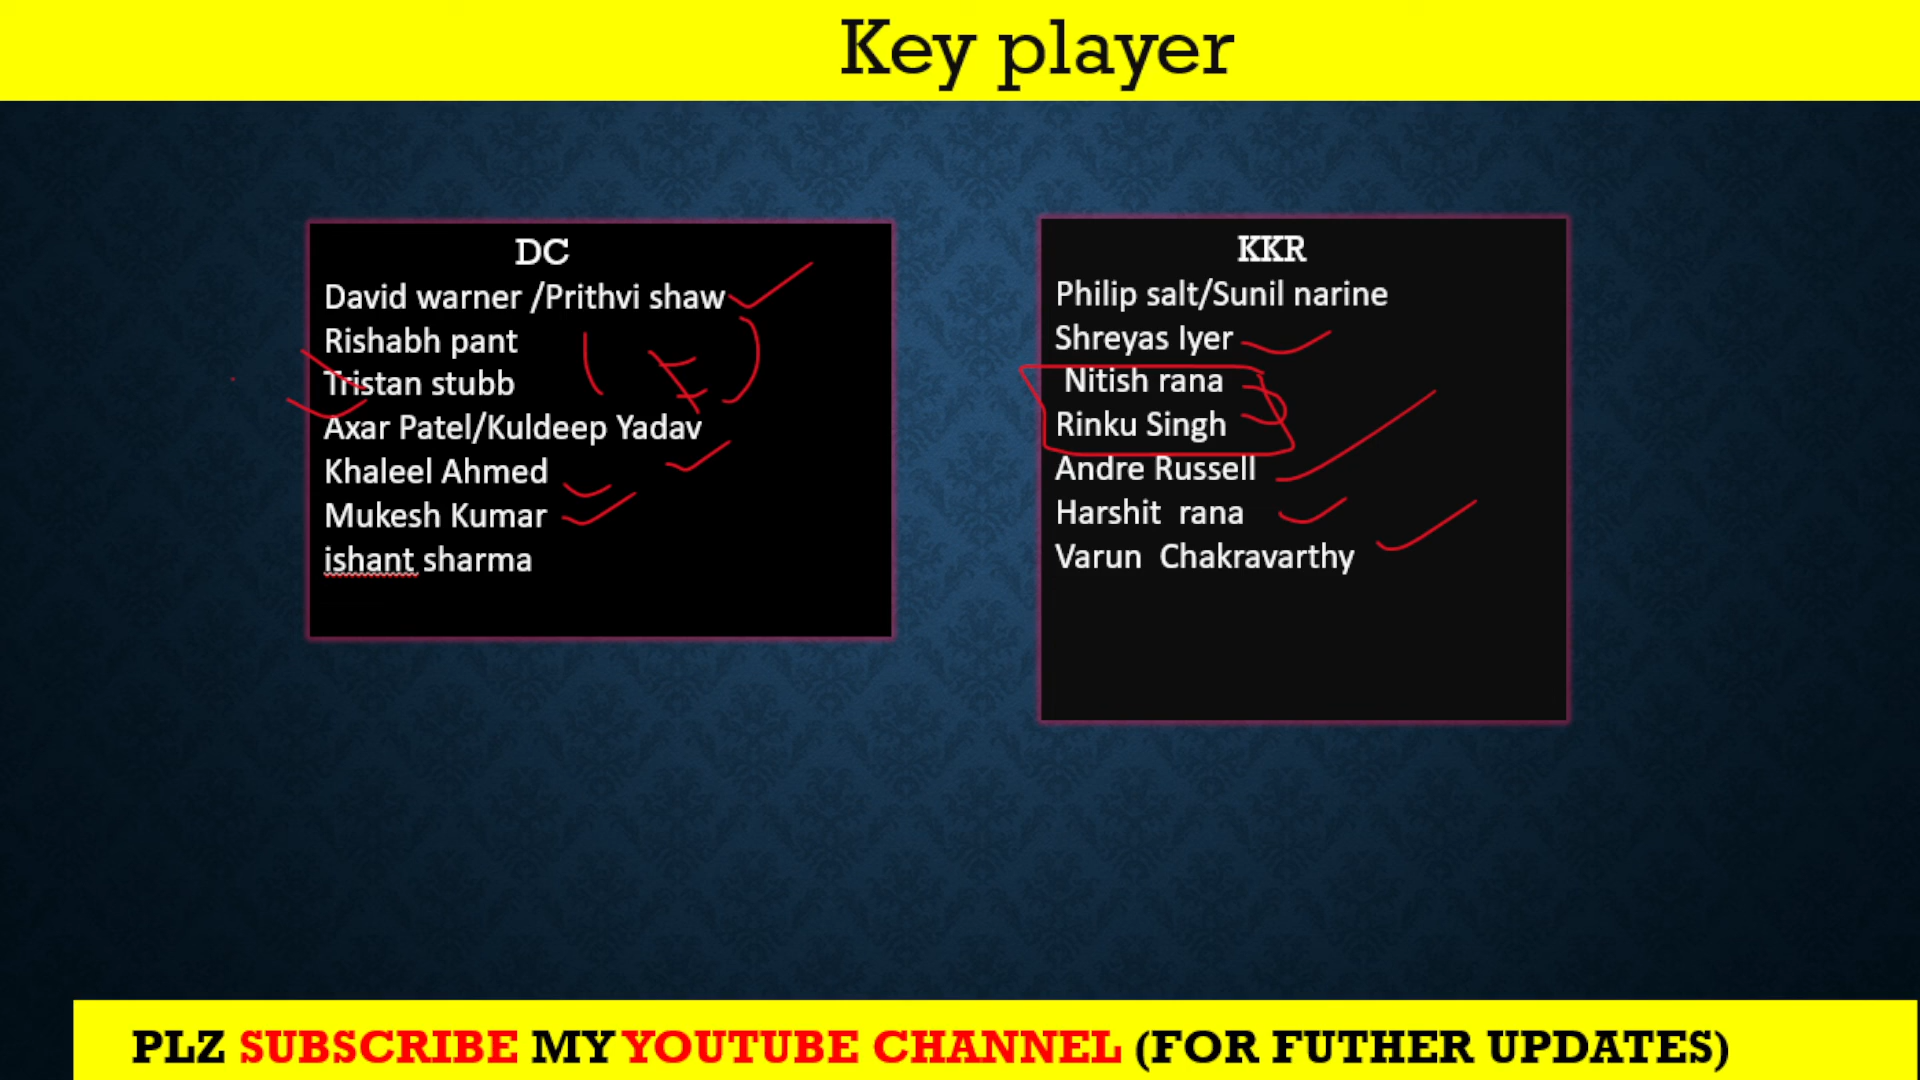 Key player
DC
David warner /Prithvi shaw
Rishabh pant
Tristan stubb
Axar Patel/Kuldeep Yadav
Khaleel Ahmed
Mukesh Kumar
ishant sharma
KKR
Philip salt/Sunil narine
Shreyas Iyer
Nitish rana
Rinku Singh
Andre Russell
Harshit  rana
Varun  Chakravarthy
PLZ SUBSCRIBE MY YOUTUBE CHANNEL (FOR FUTHER UPDATES)